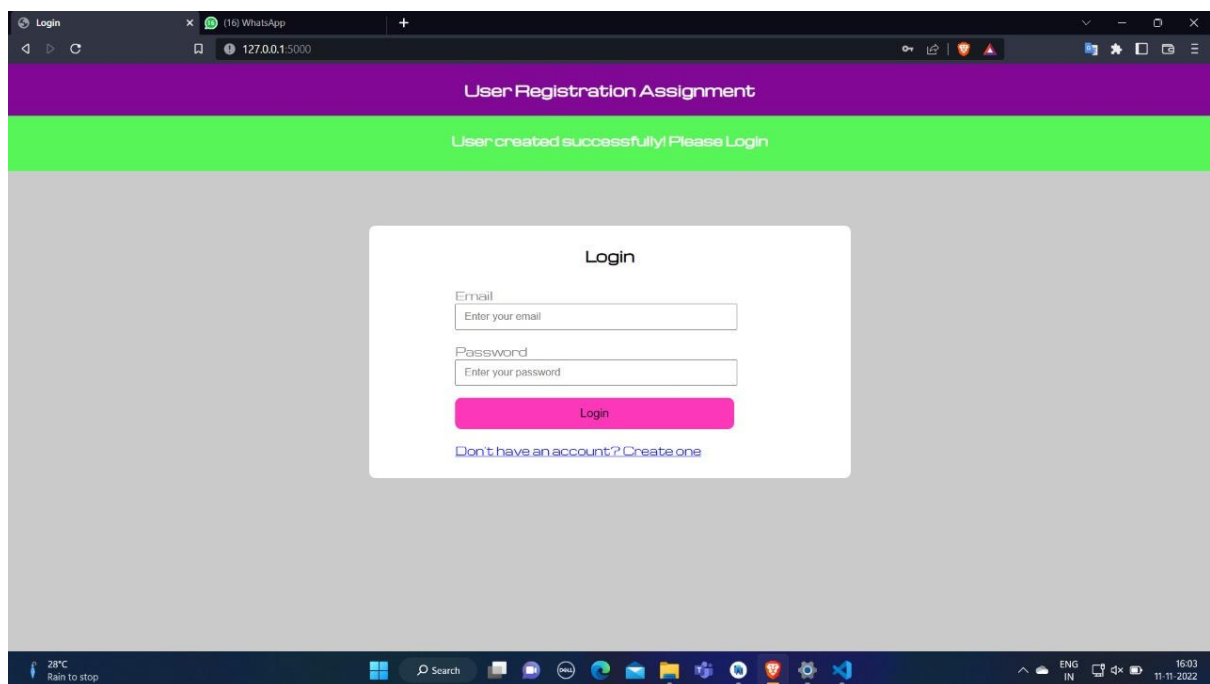 Login
(16) WhatsApp
127.0.0.1:5000
User Registration Assignment
User created successfully! Please Login
Login
Email
Enter your email
Password
Enter your password
Login
Don't have an account? Create one
28°C
Rain to stop
Search
DELL
ENG
IN
16:03
11-11-2022